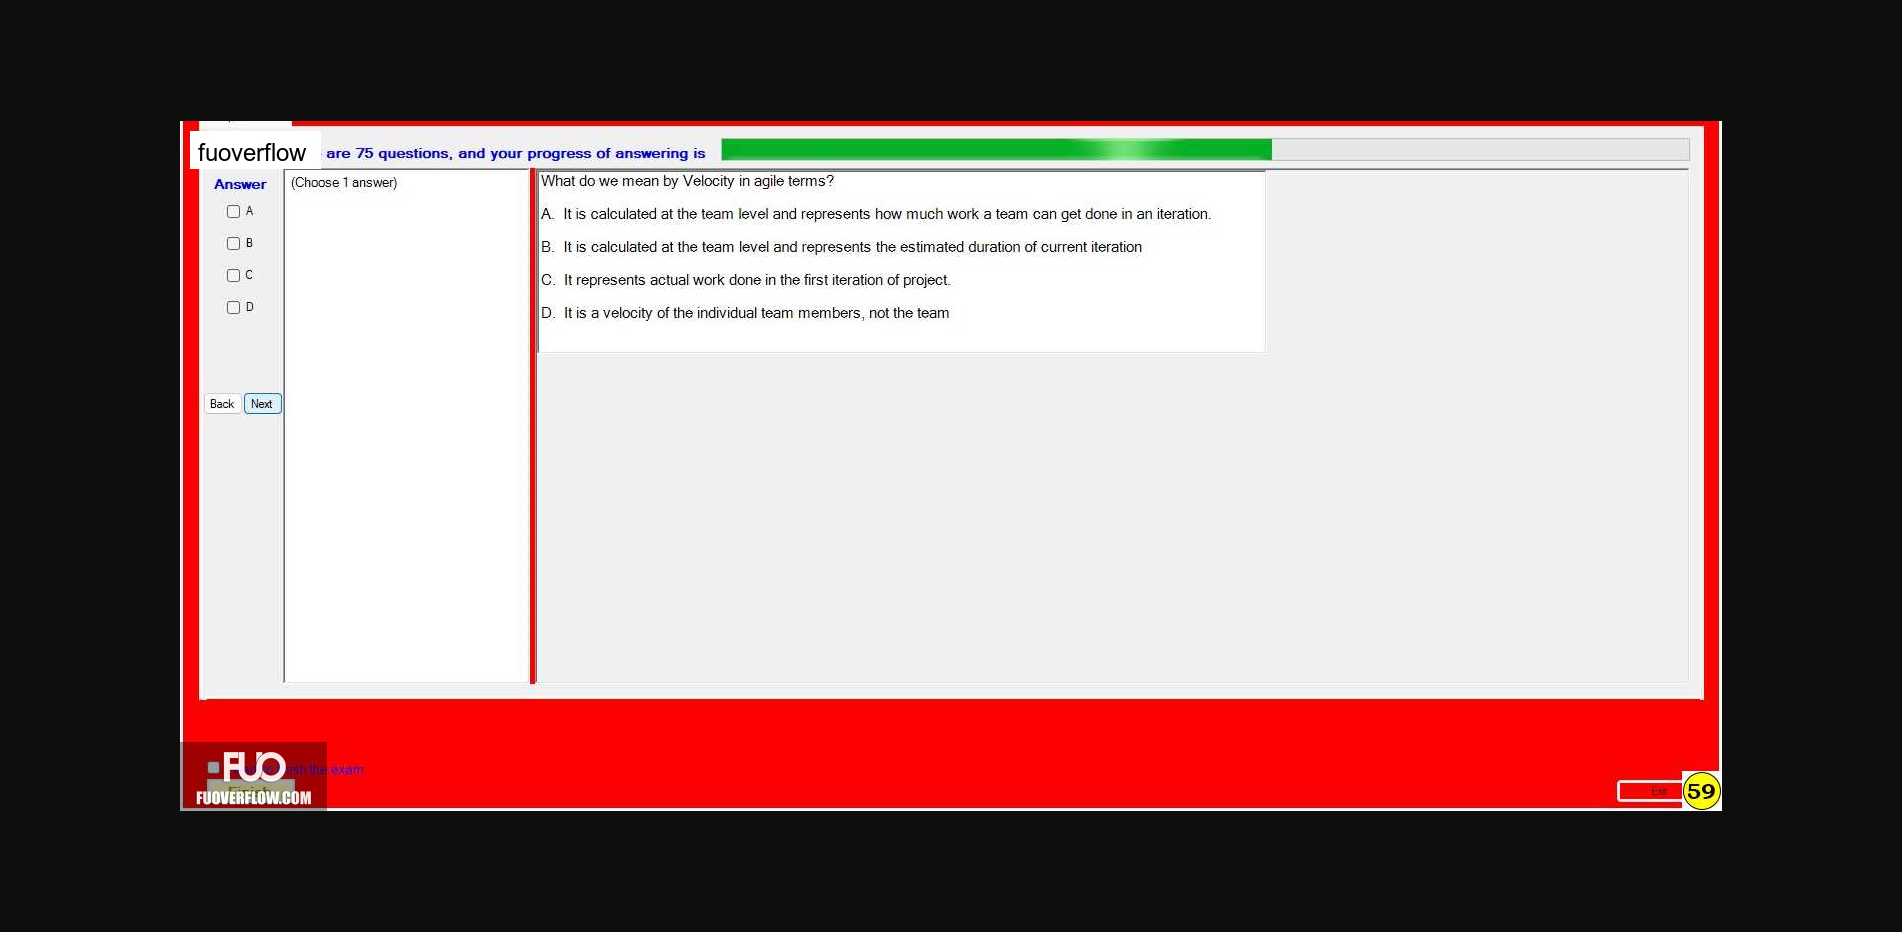 fuoverflow are 75 questions, and your progress of answering is
Answer
(Choose 1 answer)
A
B
C
D
Back Next
What do we mean by Velocity in agile terms?
A. It is calculated at the team level and represents how much work a team can get done in an iteration.
B. It is calculated at the team level and represents the estimated duration of current iteration
C. It represents actual work done in the first iteration of project.
D. It is a velocity of the individual team members, not the team
FUO
the exam
FUOVERFLOW.COM
Exit
59